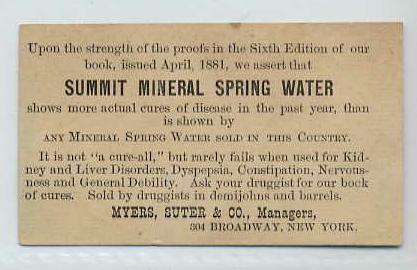 Upon the strength of the proofs in the Sixth Edition of our
book, issued April, 1881, we assert that
SUMMIT MINERAL SPRING WATER
shows more actual cures of disease in the past year, than
is shown by
ANY MINERAL SPRING WATER SOLD IN THIS COUNTRY.
It is not "a cure-all," but rarely fails when used for Kid-
ney and Liver Disorders, Dyspepsia, Constipation, Nervous-
ness and General Debility. Ask your druggist for our book
of cures. Sold by druggists in demijohns and barrels.
MYERS, SUTER & CO., Managers,
304 BROADWAY, NEW YORK.